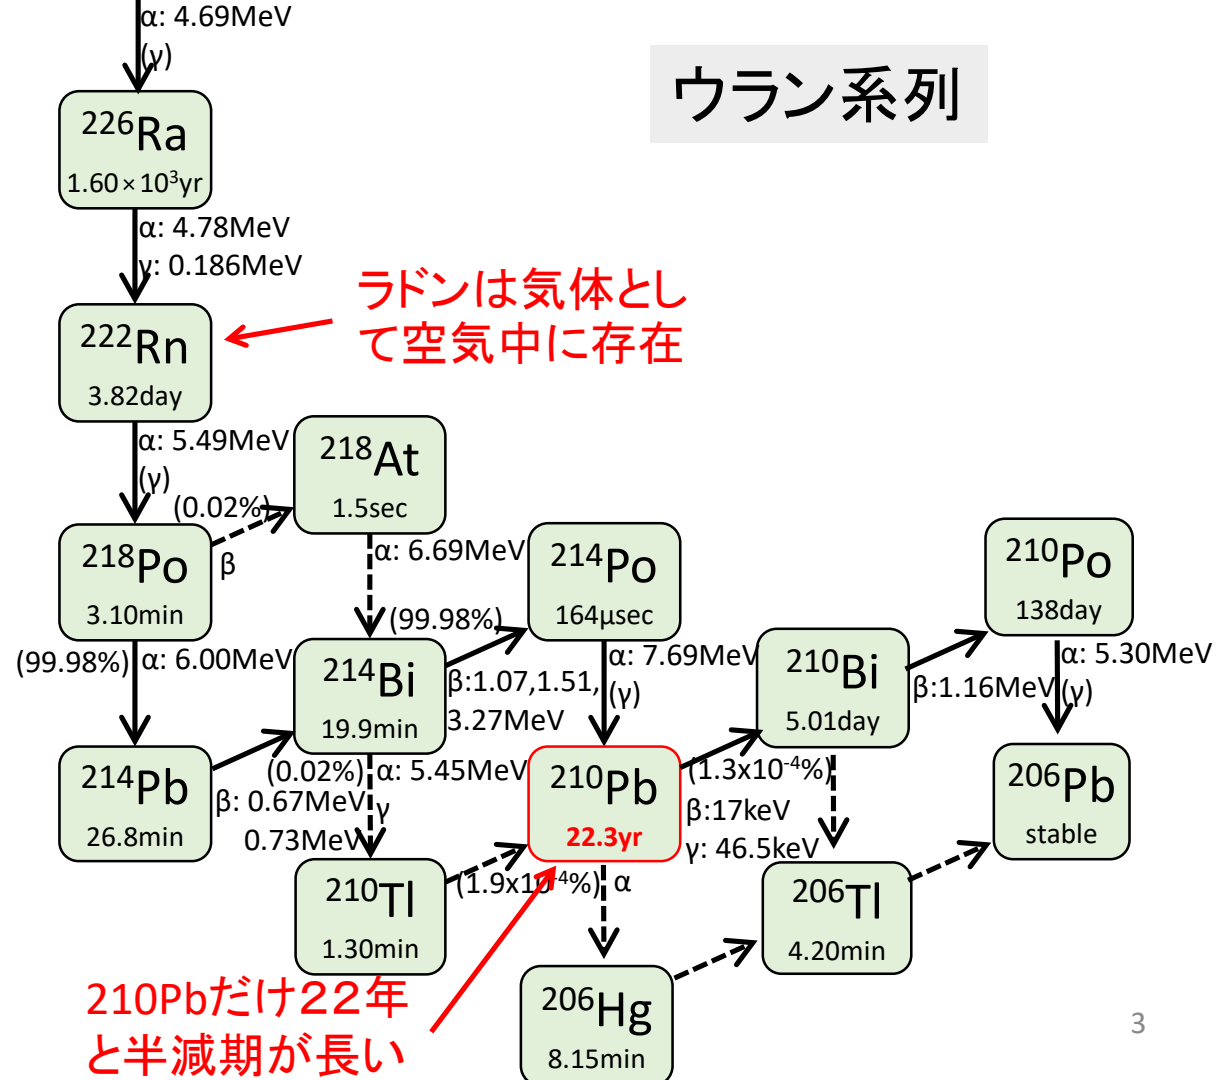 α: 4.69MeV
(γ)
ウラン系列
226Ra
1.60×10³yr
α: 4.78MeV
γ: 0.186MeV
ラドンは気体とし
て空気中に存在
222Rn
3.82day
α: 5.49MeV
(γ)
(0.02%)
β
218At
1.5sec
α: 6.69MeV
218Po
3.10min
(99.98%)
α: 6.00MeV
214Po
164μsec
(99.98%)
α: 7.69MeV
(γ)
210Po
138day
α: 5.30MeV
(γ)
214Bi
19.9min
β:1.07,1.51,
3.27MeV
210Bi
5.01day
β:1.16MeV
214Pb
26.8min
β: 0.67MeV
0.73MeV
(0.02%)
α: 5.45MeV
γ
210Pb
22.3yr
(1.3x10⁻⁴%)
β:17keV
γ: 46.5keV
206Pb
stable
210Tl
1.30min
(1.9x10⁻⁴%)
α
206Tl
4.20min
206Hg
8.15min
210Pbだけ22年
と半減期が長い
3